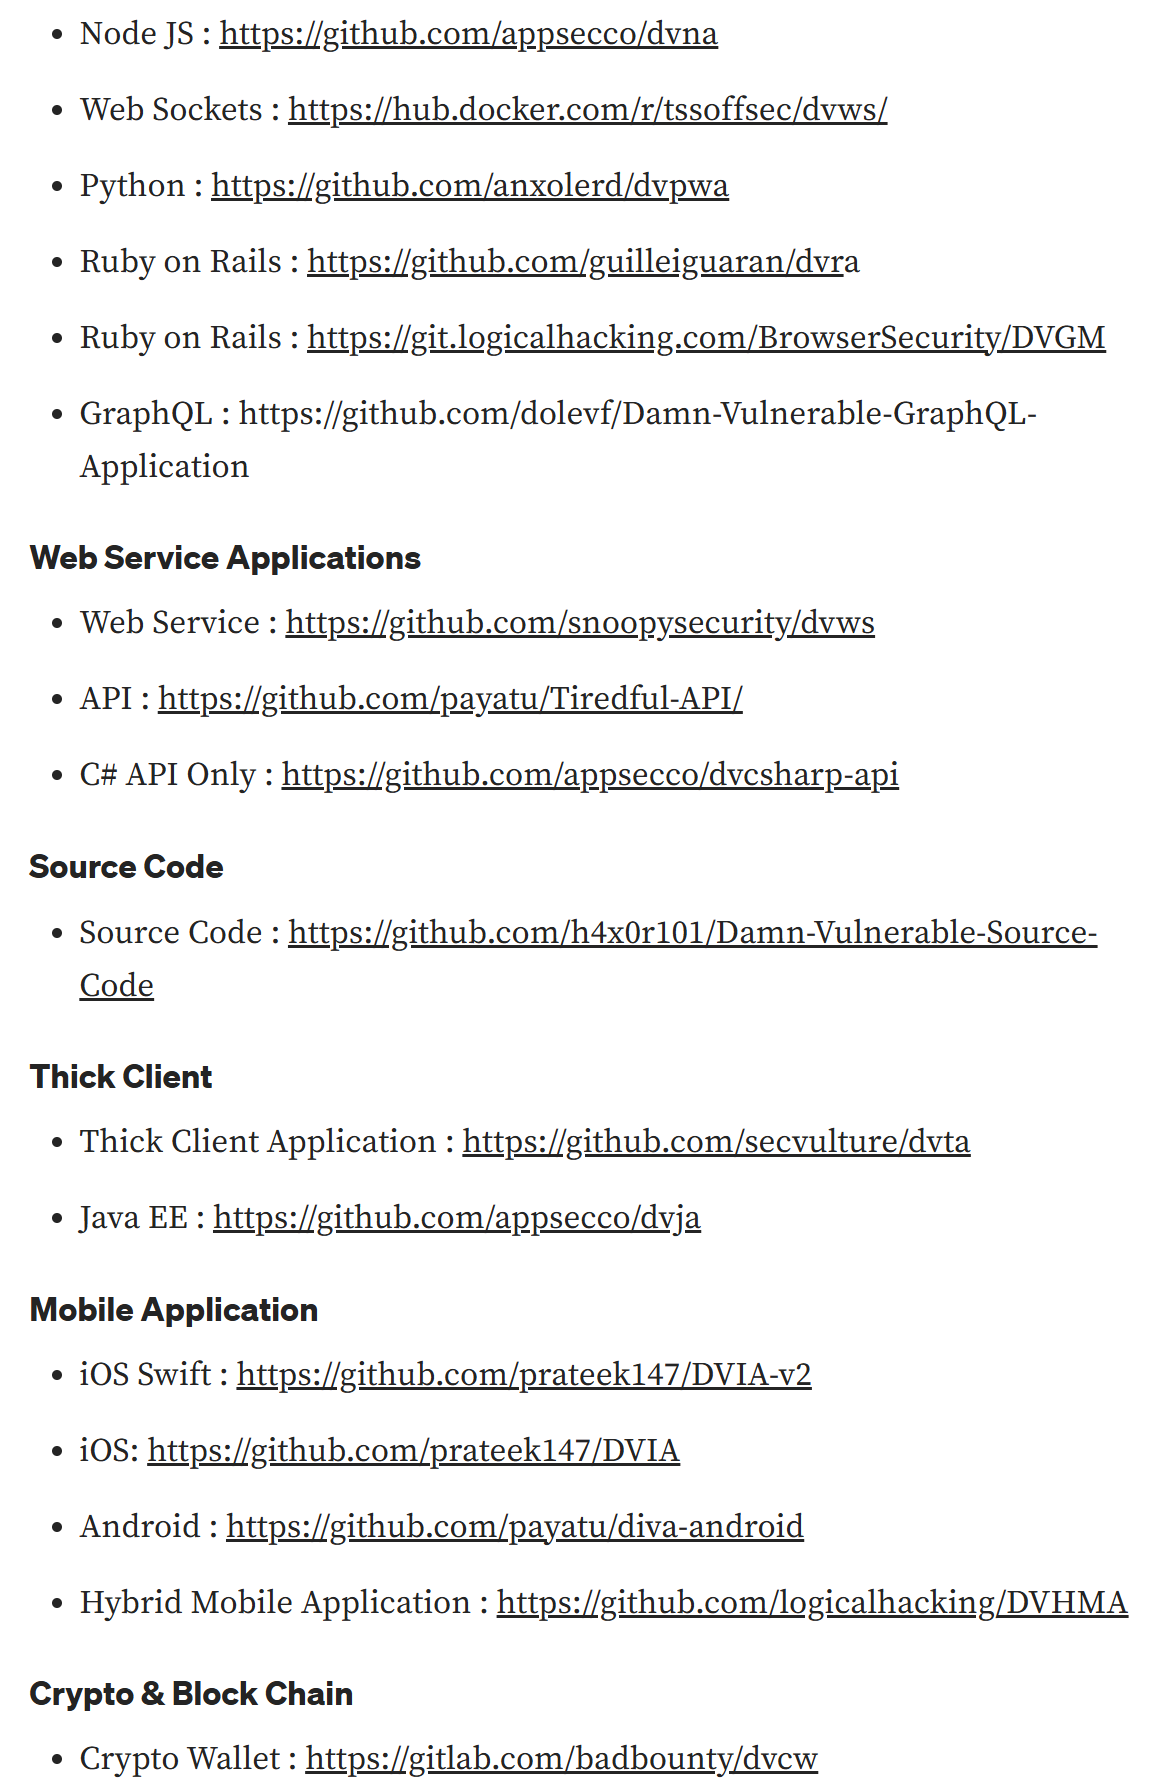 • Node JS : https://github.com/appsecco/dvna
• Web Sockets : https://hub.docker.com/r/tssoffsec/dvws/
• Python : https://github.com/anxolerd/dvpwa
• Ruby on Rails : https://github.com/guilleiguaran/dvra
• Ruby on Rails : https://git.logicalhacking.com/BrowserSecurity/DVGM
• GraphQL : https://github.com/dolevf/Damn-Vulnerable-GraphQL-
Application
Web Service Applications
• Web Service : https://github.com/snoopysecurity/dvws
• API : https://github.com/payatu/Tiredful-API/
• C# API Only : https://github.com/appsecco/dvcsharp-api
Source Code
• Source Code : https://github.com/h4x0r101/Damn-Vulnerable-Source-
Code
Thick Client
• Thick Client Application : https://github.com/secvulture/dvta
• Java EE : https://github.com/appsecco/dvja
Mobile Application
• iOS Swift : https://github.com/prateek147/DVIA-v2
• iOS: https://github.com/prateek147/DVIA
• Android : https://github.com/payatu/diva-android
• Hybrid Mobile Application : https://github.com/logicalhacking/DVHMA
Crypto & Block Chain
• Crypto Wallet : https://gitlab.com/badbounty/dvcw